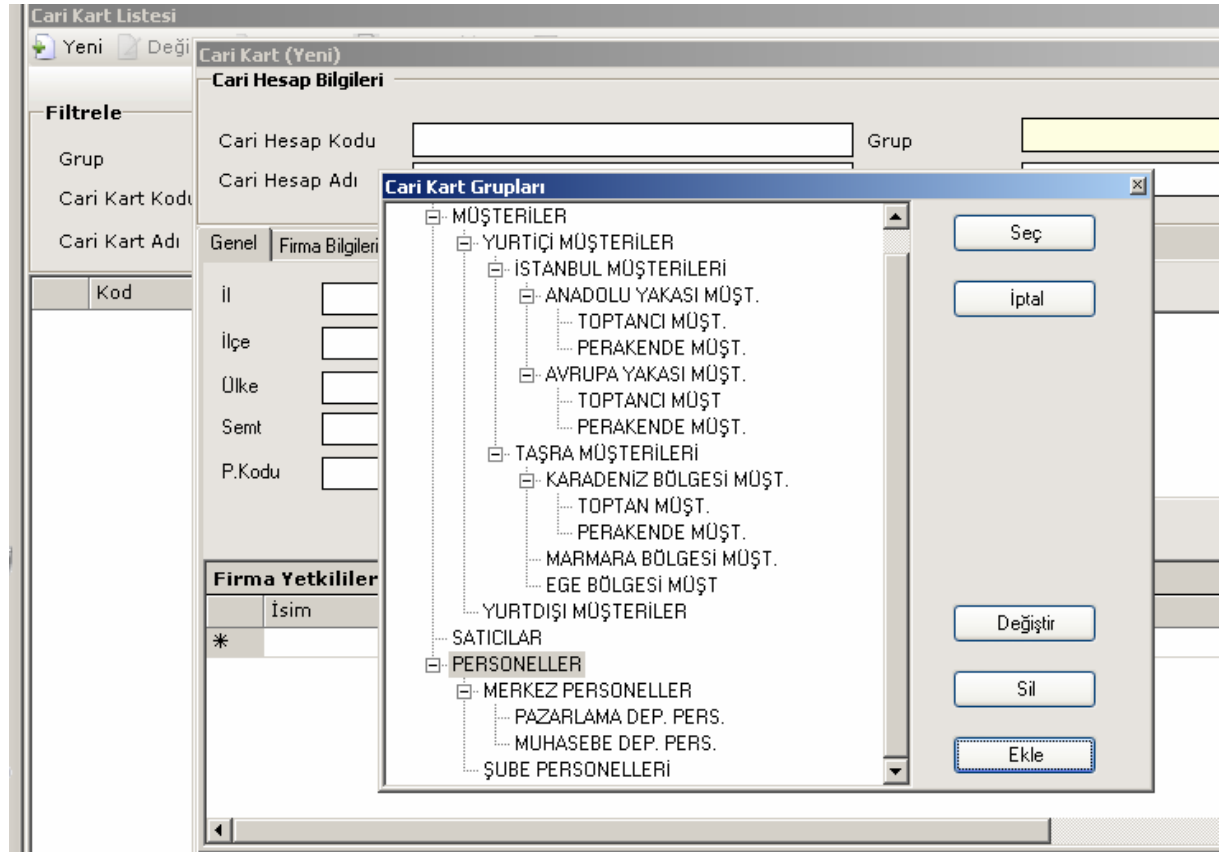 Cari Kart Listesi
Yeni Deği
Cari Kart (Yeni)
Cari Hesap Bilgileri
Filtrele
Cari Hesap Kodu Grup
Grup
Cari Hesap Adı
Cari Kart Kodu
Cari Kart Adı
Genel Firma Bilgileri
Kod
İl
İlçe
Ülke
Semt
P.Kodu
Firma Yetkililer
İsim
Cari Kart Grupları
MÜŞTERİLER
YURTİÇİ MÜŞTERİLER
İSTANBUL MÜŞTERİLERİ
ANADOLU YAKASI MÜŞT.
TOPTANCI MÜŞT.
PERAKENDE MÜŞT.
AVRUPA YAKASI MÜŞT.
TOPTANCI MÜŞT
PERAKENDE MÜŞT.
TAŞRA MÜŞTERİLERİ
KARADENİZ BÖLGESİ MÜŞT.
TOPTAN MÜŞT.
PERAKENDE MÜŞT.
MARMARA BÖLGESİ MÜŞT.
EGE BÖLGESİ MÜŞT
YURTDIŞI MÜŞTERİLER
SATICILAR
PERSONELLER
MERKEZ PERSONELLER
PAZARLAMA DEP. PERS.
MUHASEBE DEP. PERS.
ŞUBE PERSONELLERİ
Seç
İptal
Değiştir
Sil
Ekle